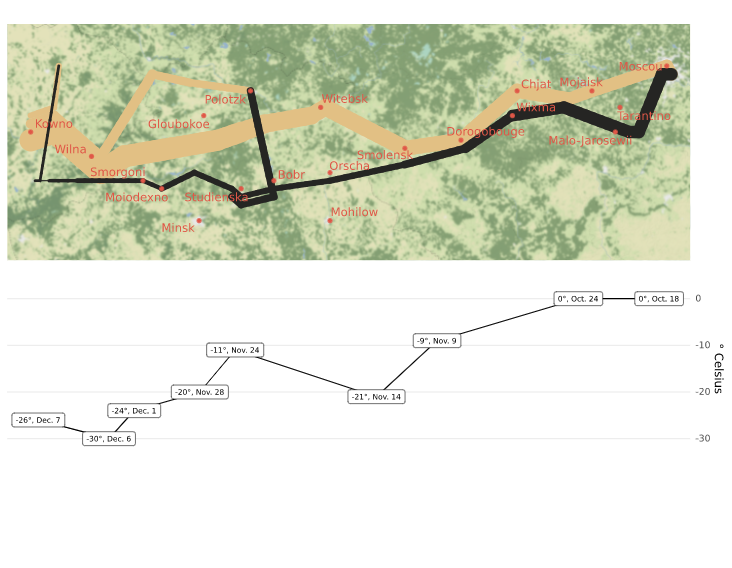 Moscou
Chjat
Mojaisk
Polotzk
Witebsk
Wixma
Tarantino
Kowno
Gloubokoe
Dorogobouge
Malo-Jarosewli
Wilna
Smolensk
Smorgoni
Bobr
Orscha
Moiodexno
Studienska
Minsk
Mohilow
0°, Oct. 24
0°, Oct. 18
0
-9°, Nov. 9
-10
-11°, Nov. 24
° Celsius
-20°, Nov. 28
-21°, Nov. 14
-20
-24°, Dec. 1
-26°, Dec. 7
-30°, Dec. 6
-30